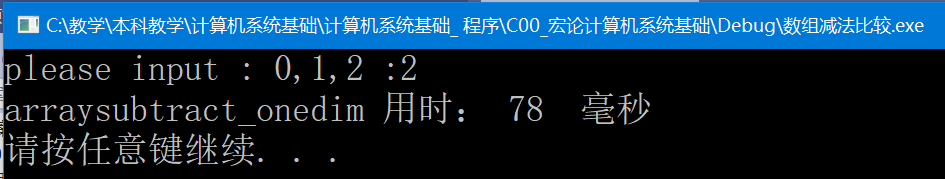 C:\教学\本科教学\计算机系统基础\计算机系统基础_ 程序\C00_宏论计算机系统基础\Debug\数组减法比较.exe
please input : 0,1,2 :2
arraysubtract_onedim 用时： 78 毫秒
请按任意键继续. . .